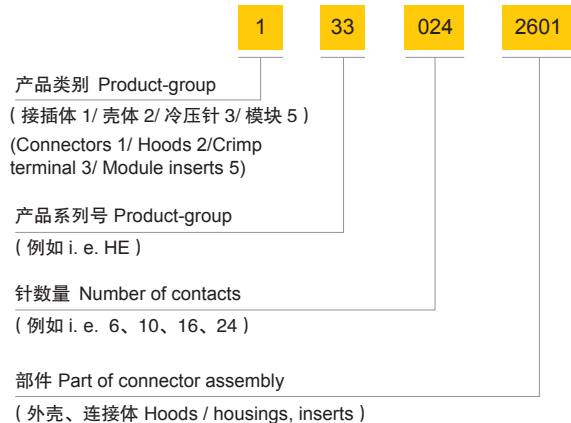 1 33 024 2601
产品类别 Product-group
( 接插体 1/ 壳体 2/ 冷压针 3/ 模块 5 )
(Connectors 1/ Hoods 2/Crimp
terminal 3/ Module inserts 5)
产品系列号 Product-group
( 例如 i. e. HE )
针数量 Number of contacts
( 例如 i. e. 6、10、16、24 )
部件 Part of connector assembly
( 外壳、连接体 Hoods / housings, inserts )